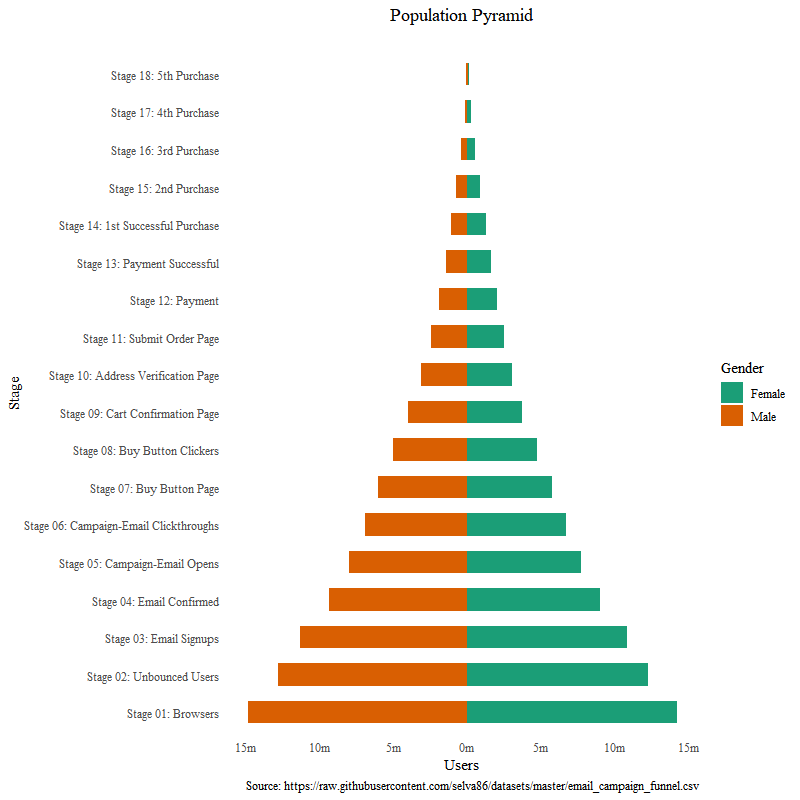 Population Pyramid
Stage 18: 5th Purchase
Stage 17: 4th Purchase
Stage 16: 3rd Purchase
Stage 15: 2nd Purchase
Stage 14: 1st Successful Purchase
Stage 13: Payment Successful
Stage 12: Payment
Stage 11: Submit Order Page
Stage 10: Address Verification Page
Stage 09: Cart Confirmation Page
Stage 08: Buy Button Clickers
Stage 07: Buy Button Page
Stage 06: Campaign-Email Clickthroughs
Stage 05: Campaign-Email Opens
Stage 04: Email Confirmed
Stage 03: Email Signups
Stage 02: Unbounced Users
Stage 01: Browsers
Stage
Gender
Female
Male
15m 10m 5m 0m 5m 10m 15m
Users
Source: https://raw.githubusercontent.com/selva86/datasets/master/email_campaign_funnel.csv